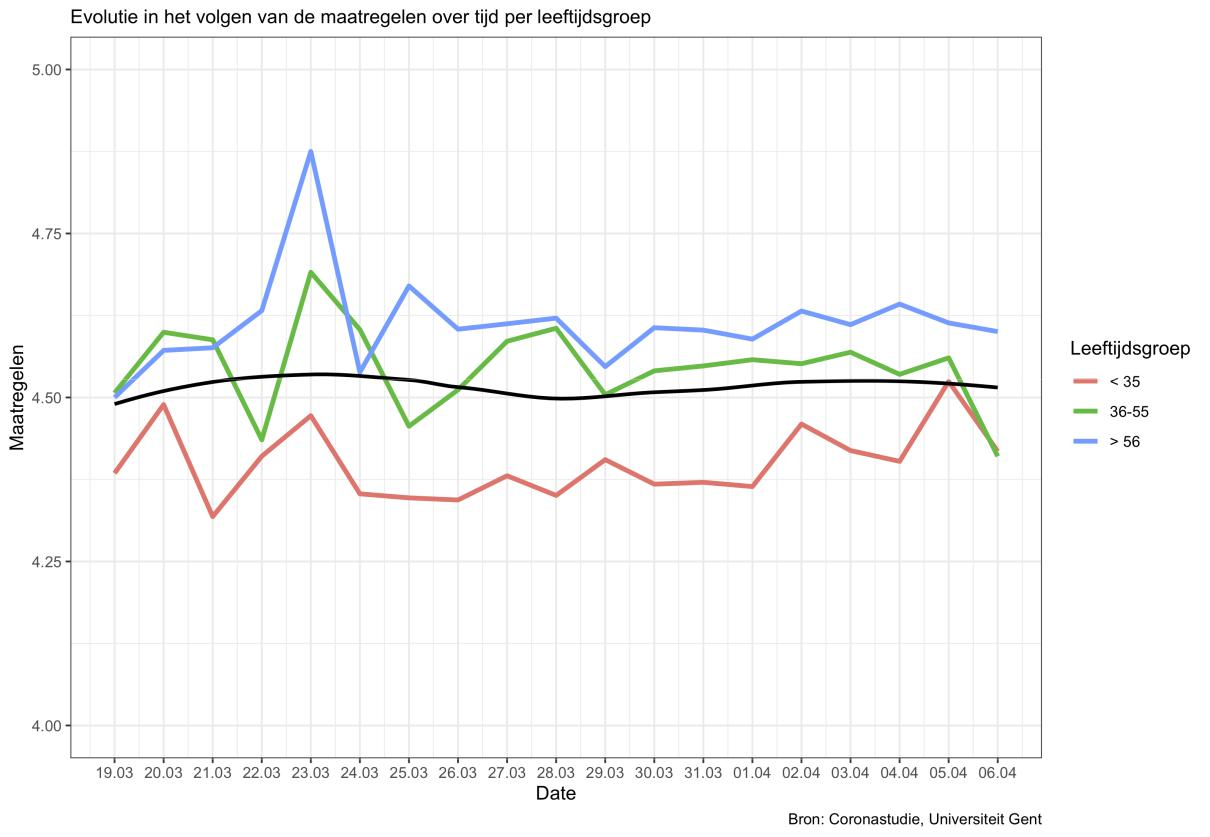 Evolutie in het volgen van de maatregelen over tijd per leeftijdsgroep
5.00
4.75
4.50
4.25
4.00
Maatregelen
19.03 20.03 21.03 22.03 23.03 24.03 25.03 26.03 27.03 28.03 29.03 30.03 31.03 01.04 02.04 03.04 04.04 05.04 06.04
Date
Leeftijdsgroep
< 35
36-55
> 56
Bron: Coronastudie, Universiteit Gent